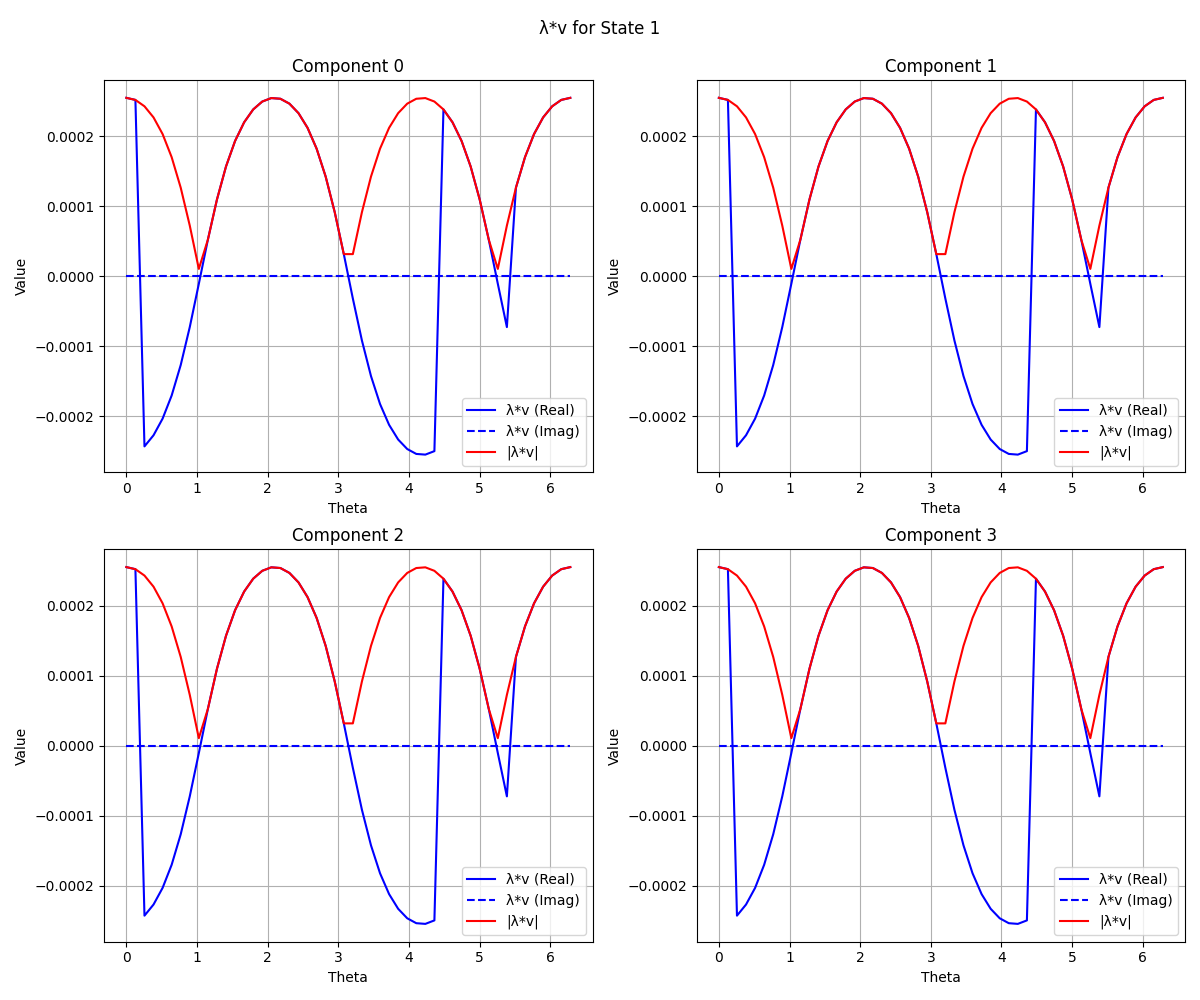 λ*v for State 1
Component 0
Value
0.0002
0.0001
0.0000
−0.0001
−0.0002
0 1 2 3 4 5 6
Theta
λ*v (Real)
λ*v (Imag)
|λ*v|
Component 1
Value
0.0002
0.0001
0.0000
−0.0001
−0.0002
0 1 2 3 4 5 6
Theta
λ*v (Real)
λ*v (Imag)
|λ*v|
Component 2
Value
0.0002
0.0001
0.0000
−0.0001
−0.0002
0 1 2 3 4 5 6
Theta
λ*v (Real)
λ*v (Imag)
|λ*v|
Component 3
Value
0.0002
0.0001
0.0000
−0.0001
−0.0002
0 1 2 3 4 5 6
Theta
λ*v (Real)
λ*v (Imag)
|λ*v|